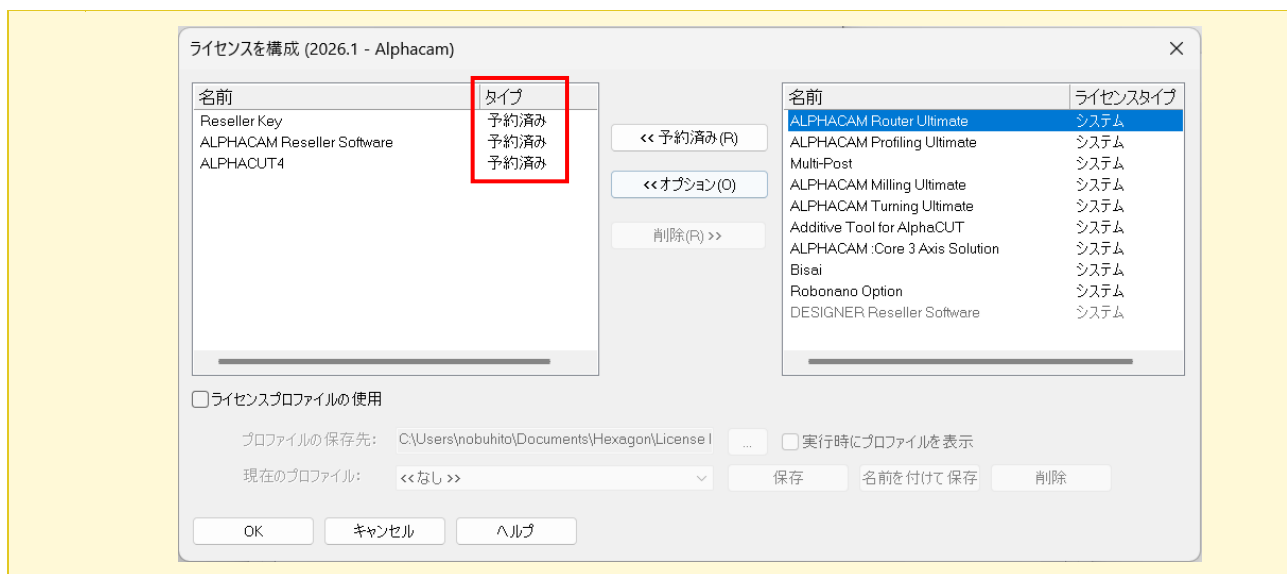 ライセンスを構成 (2026.1 - Alphacam)
名前 タイプ
Reseller Key 予約済み
ALPHACAM Reseller Software 予約済み
ALPHACUT4 予約済み
<< 予約済み(R)
<<オプション(O)
削除(R) >>
名前 ライセンスタイプ
ALPHACAM Router Ultimate システム
ALPHACAM Profiling Ultimate システム
Multi-Post システム
ALPHACAM Milling Ultimate システム
ALPHACAM Turning Ultimate システム
Additive Tool for AlphaCUT システム
ALPHACAM :Core 3 Axis Solution システム
Bisai システム
Robonano Option システム
DESIGNER Reseller Software システム
ライセンスプロファイルの使用
プロファイルの保存先: C:\Users\nobuhito\Documents\Hexagon\License I ... 実行時にプロファイルを表示
現在のプロファイル: <<なし>> 保存 名前を付けて保存 削除
OK キャンセル ヘルプ